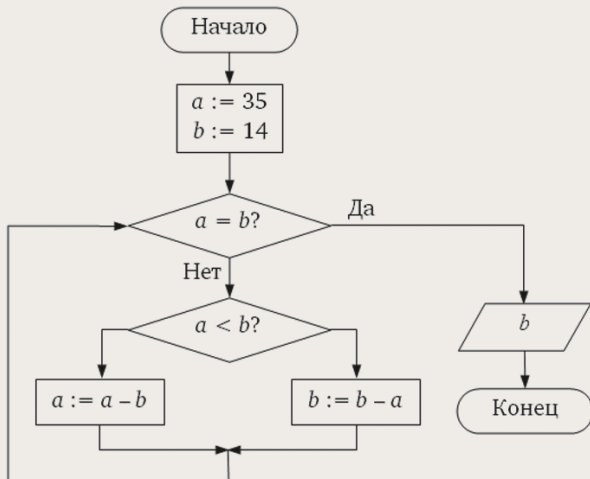 Начало
a := 35
b := 14
a = b?
Да
Нет
a < b?
b
a := a – b
b := b – a
Конец